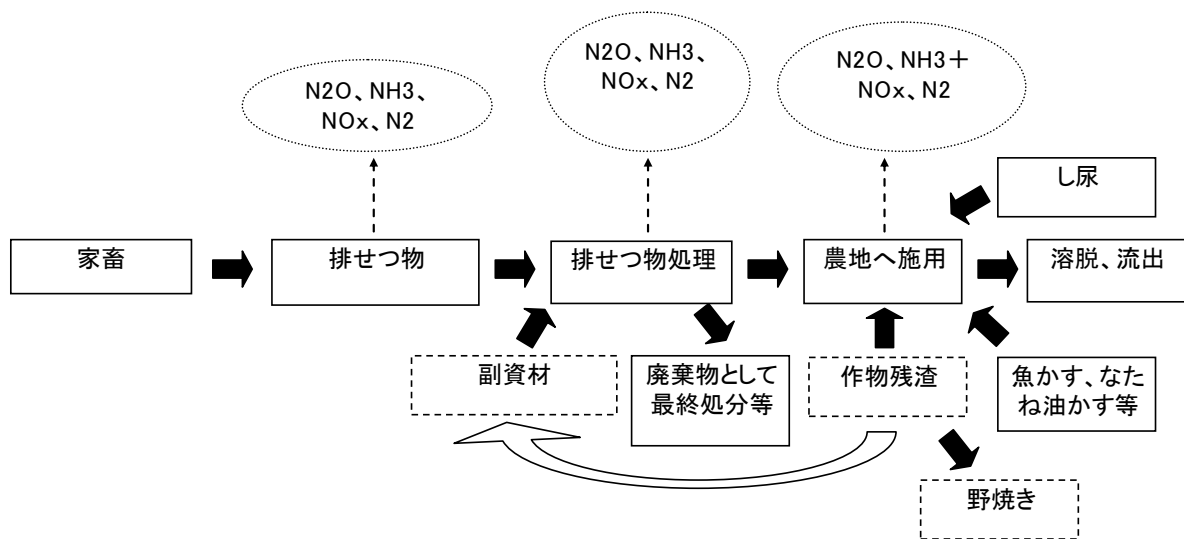 N2O、NH3、
NOx、N2
N2O、NH3、
NOx、N2
N2O、NH3＋
NOx、N2
し尿
家畜
排せつ物
排せつ物処理
農地へ施用
溶脱、流出
副資材
廃棄物として
最終処分等
作物残渣
魚かす、なた
ね油かす等
野焼き